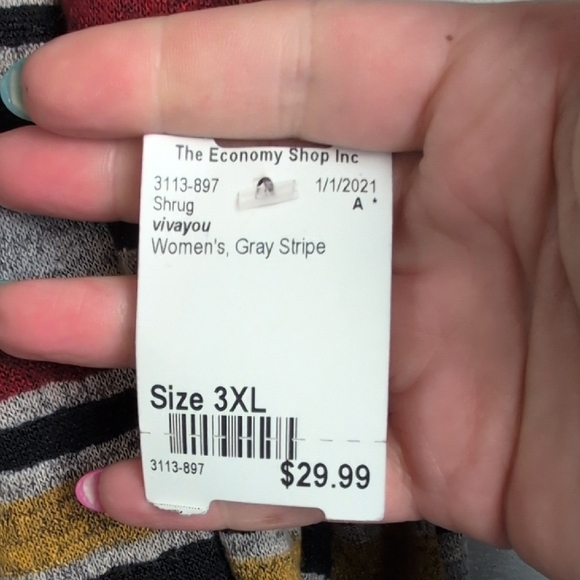 The Economy Shop Inc
3113-897 1/1/2021
Shrug A *
vivayou
Women's, Gray Stripe
Size 3XL
3113-897
$29.99